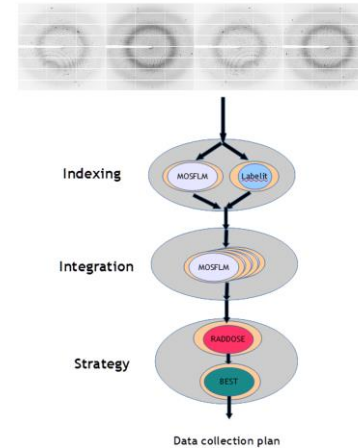 Indexing
MOSFLM
Labelit
Integration
MOSFLM
Strategy
RADDOSE
BEST
Data collection plan